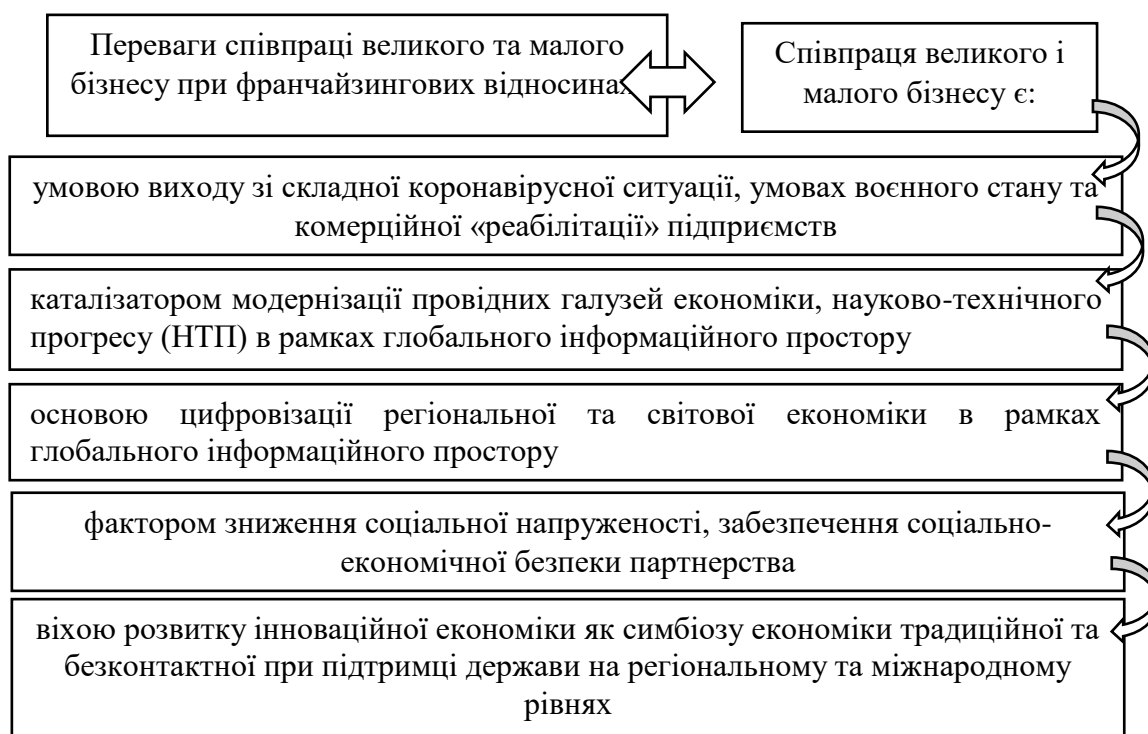 Переваги співпраці великого та малого
бізнесу при франчайзингових відносинах
Співпраця великого і
малого бізнесу є:
умовою виходу зі складної коронавірусної ситуації, умовах воєнного стану та
комерційної «реабілітації» підприємств
каталізатором модернізації провідних галузей економіки, науково-технічного
прогресу (НТП) в рамках глобального інформаційного простору
основою цифровізації регіональної та світової економіки в рамках
глобального інформаційного простору
фактором зниження соціальної напруженості, забезпечення соціально-
економічної безпеки партнерства
віхою розвитку інноваційної економіки як симбіозу економіки традиційної та
безконтактної при підтримці держави на регіональному та міжнародному
рівнях